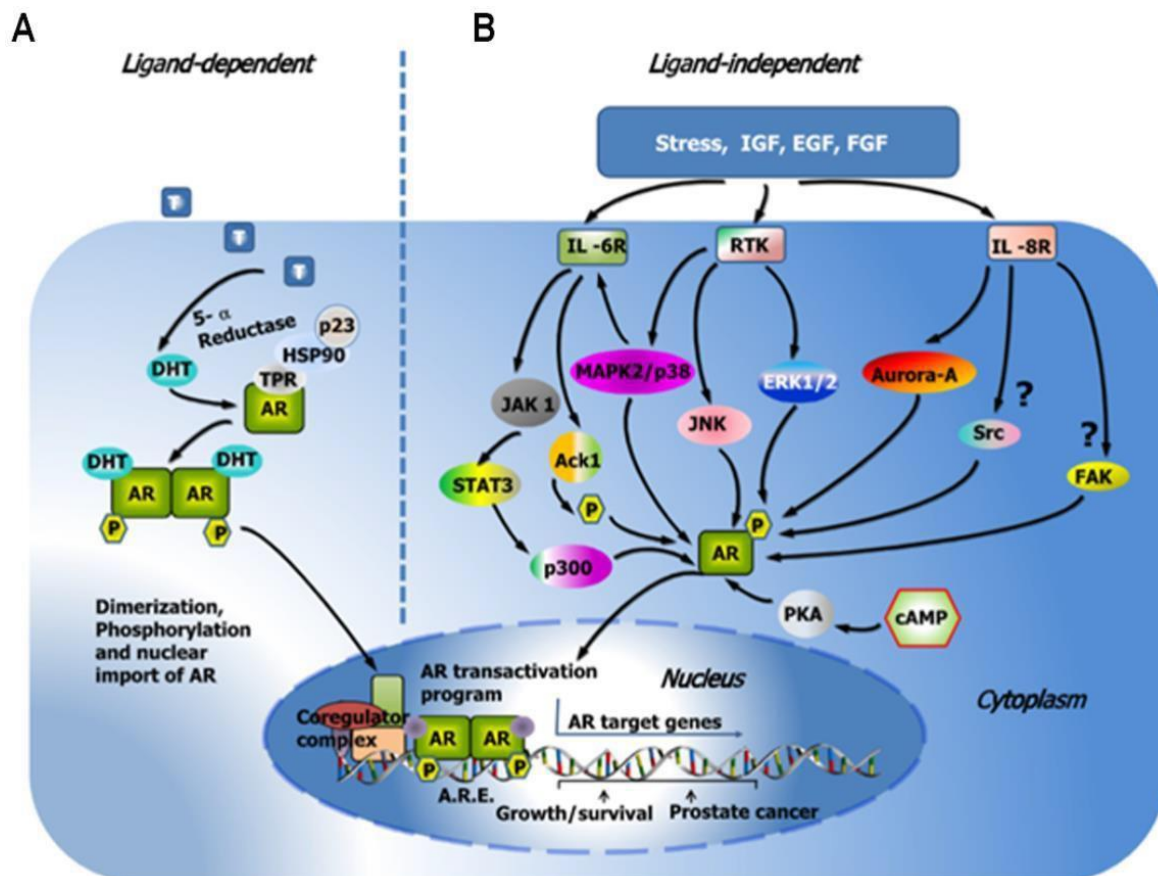 A
B
Ligand-dependent
Ligand-independent
Stress, IGF, EGF, FGF
T
T
T
IL -6R
RTK
IL -8R
5- α
Reductase
p23
HSP90
DHT
TPR
AR
MAPK2/p38
ERK1/2
Aurora-A
JAK 1
?
JNK
Src
?
DHT
DHT
Ack1
FAK
AR
AR
STAT3
P
P
P
P
AR
p300
Dimerization,
Phosphorylation
and nuclear
import of AR
PKA
cAMP
AR transactivation
program
Nucleus
Cytoplasm
Coregulator
complex
AR target genes
AR
AR
P
P
A.R.E.
Growth/survival
Prostate cancer